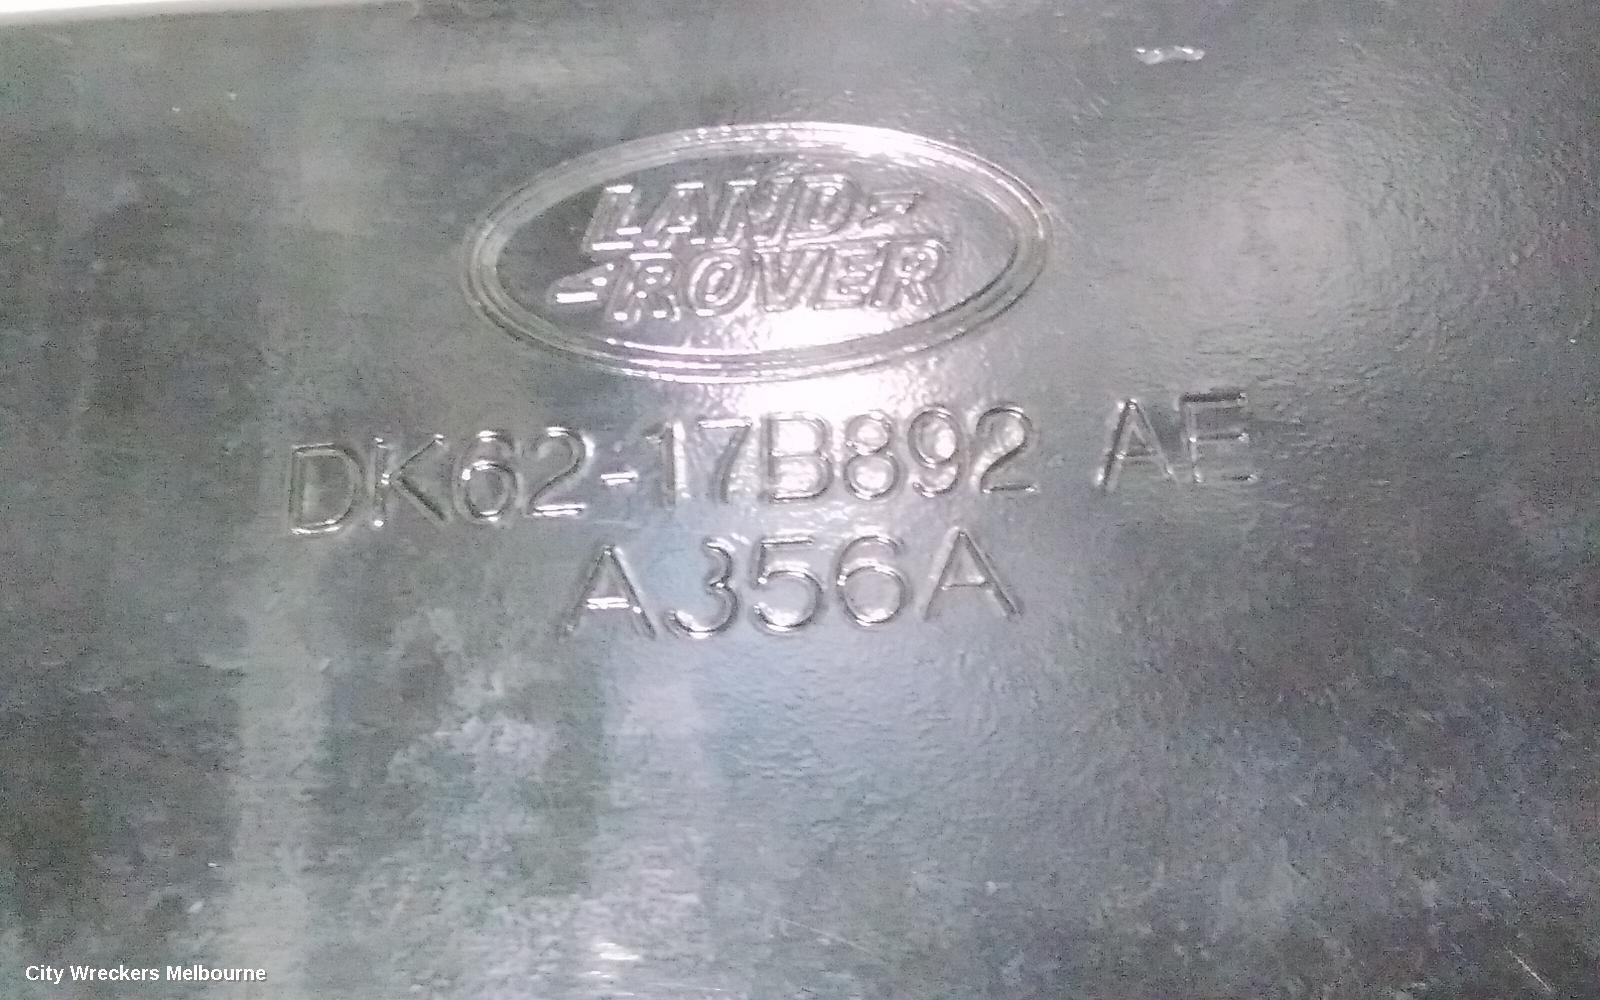 LAND
ROVER
DK62-17B892 AE
A356A
City Wreckers Melbourne